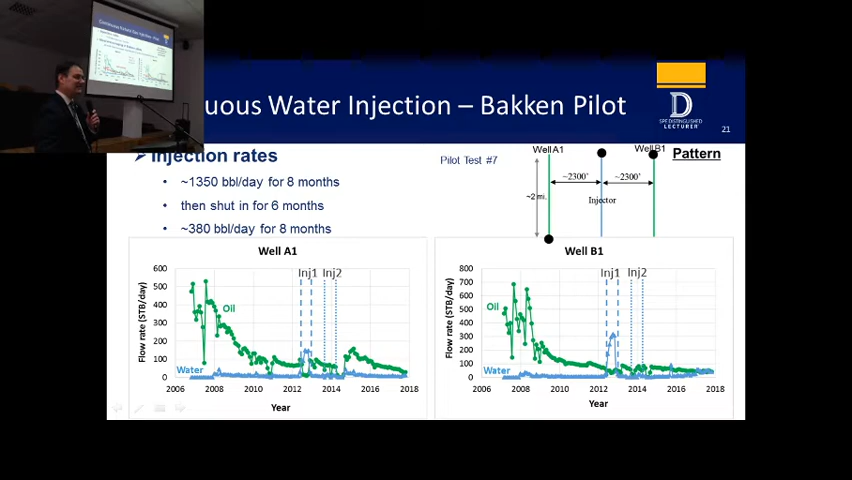 uous Water Injection – Bakken Pilot
SPE DISTINGUISHED
LECTURER
21
Injection rates
• ~1350 bbl/day for 8 months
• then shut in for 6 months
• ~380 bbl/day for 8 months
Pilot Test #7
Well A1
Well B1
Pattern
~2300'
~2300'
~2 mi.
Injector
Well A1
Inj1 Inj2
Flow rate (STB/day)
600
500
400
300
200
100
0
Oil
Water
2006 2008 2010 2012 2014 2016 2018
Year
Well B1
Inj1 Inj2
Flow rate (STB/day)
800
700
600
500
400
300
200
100
0
Oil
Water
2006 2008 2010 2012 2014 2016 2018
Year